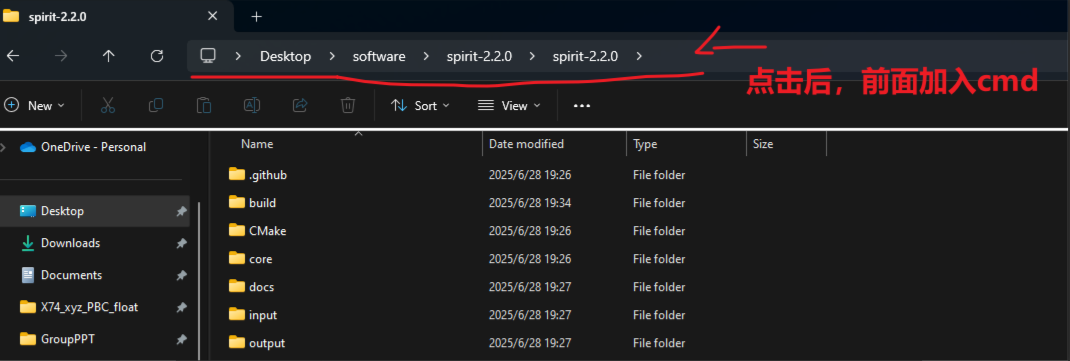 spirit-2.2.0
Desktop software spirit-2.2.0 spirit-2.2.0
点击后，前面加入cmd
New Sort View
OneDrive - Personal
Desktop
Downloads
Documents
X74_xyz_PBC_float
GroupPPT
Name Date modified Type Size
.github 2025/6/28 19:26 File folder
build 2025/6/28 19:34 File folder
CMake 2025/6/28 19:26 File folder
core 2025/6/28 19:26 File folder
docs 2025/6/28 19:27 File folder
input 2025/6/28 19:27 File folder
output 2025/6/28 19:27 File folder